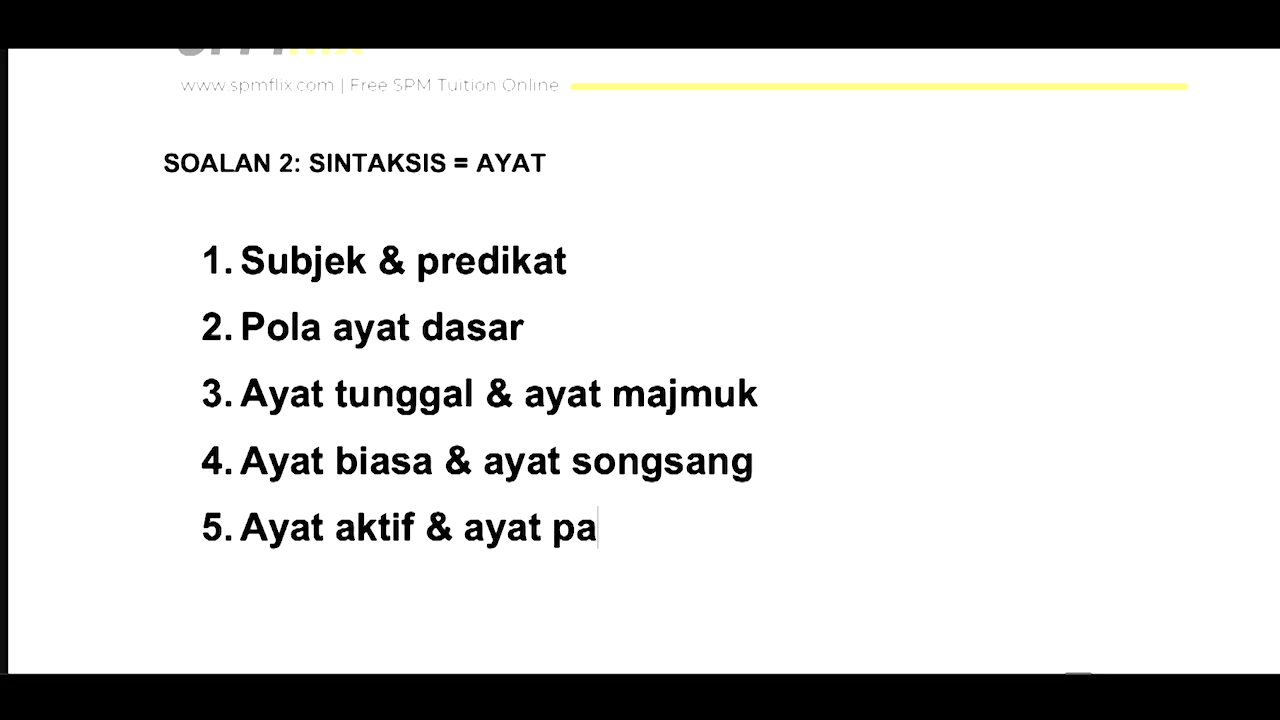 www.spmflix.com | Free SPM Tuition Online
SOALAN 2: SINTAKSIS = AYAT
1. Subjek & predikat
2. Pola ayat dasar
3. Ayat tunggal & ayat majmuk
4. Ayat biasa & ayat songsang
5. Ayat aktif & ayat pa